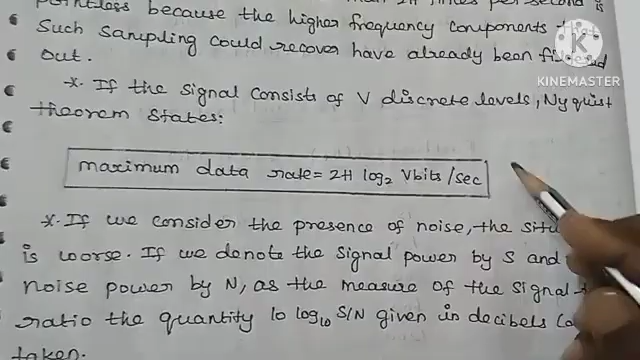 pointless because the higher frequency components
Such sampling could recover have already been filtered
out.
*. If the signal consists of V discrete levels, Nyquist
theorem states:
maximum data rate = 2H log2 V bits/sec
*. If we consider the presence of noise, the
is worse. If we denote the signal power by S and
noise power by N, as the measure of the signal
ratio the quantity 10 log10 S/N given in decibels
taken.
K
KINEMASTER